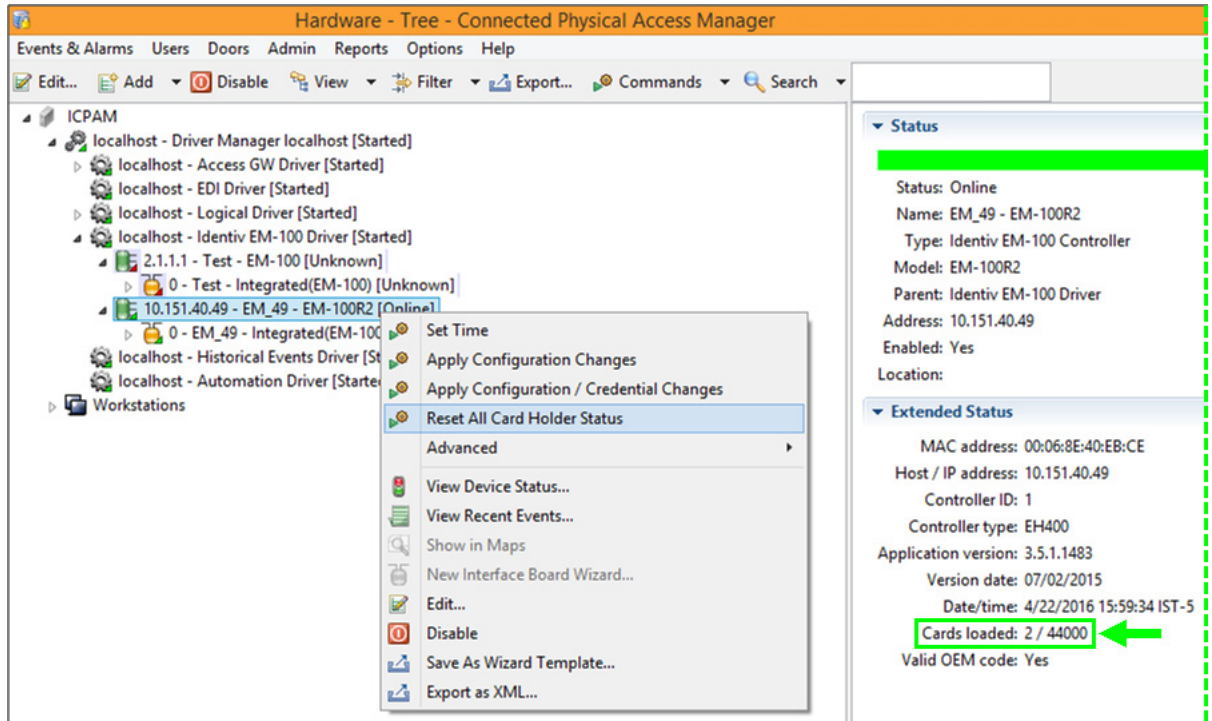 Hardware - Tree - Connected Physical Access Manager
Events & Alarms Users Doors Admin Reports Options Help
Edit... Add Disable View Filter Export... Commands Search
ICPAM
localhost - Driver Manager localhost [Started]
localhost - Access GW Driver [Started]
localhost - EDI Driver [Started]
localhost - Logical Driver [Started]
localhost - Identiv EM-100 Driver [Started]
2.1.1.1 - Test - EM-100 [Unknown]
0 - Test - Integrated(EM-100) [Unknown]
10.151.40.49 - EM_49 - EM-100R2 [Online]
0 - EM_49 - Integrated(EM-100
localhost - Historical Events Driver [St
localhost - Automation Driver [Starte
Workstations
Set Time
Apply Configuration Changes
Apply Configuration / Credential Changes
Reset All Card Holder Status
Advanced
View Device Status...
View Recent Events...
Show in Maps
New Interface Board Wizard...
Edit...
Disable
Save As Wizard Template...
Export as XML...
Status
Status: Online
Name: EM_49 - EM-100R2
Type: Identiv EM-100 Controller
Model: EM-100R2
Parent: Identiv EM-100 Driver
Address: 10.151.40.49
Enabled: Yes
Location:
Extended Status
MAC address: 00:06:8E:40:EB:CE
Host / IP address: 10.151.40.49
Controller ID: 1
Controller type: EH400
Application version: 3.5.1.1483
Version date: 07/02/2015
Date/time: 4/22/2016 15:59:34 IST-5
Cards loaded: 2 / 44000
Valid OEM code: Yes